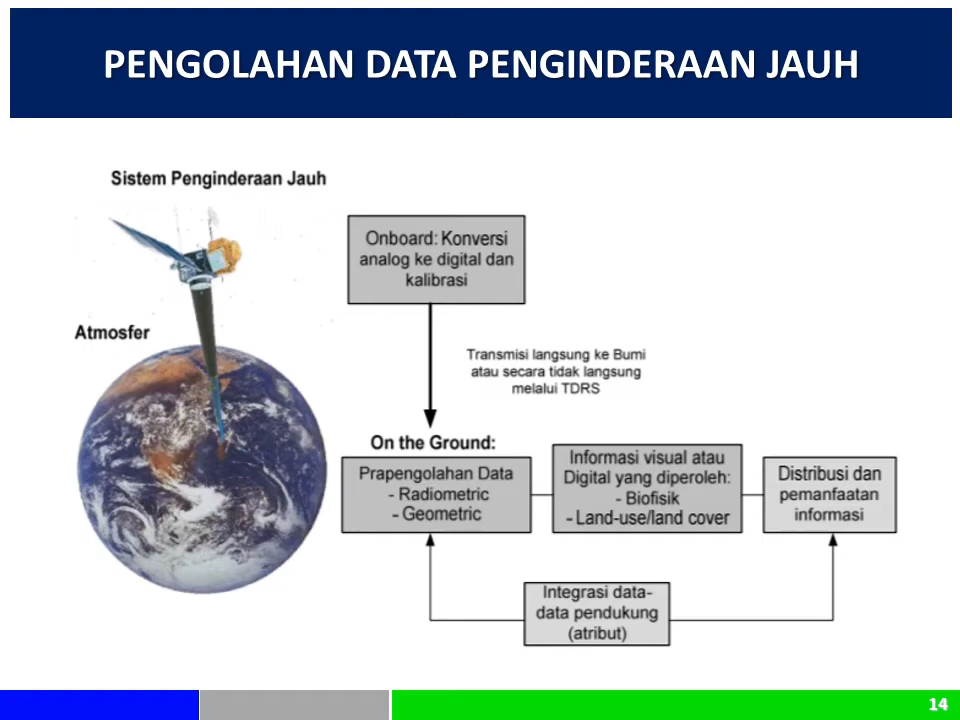 PENGOLAHAN DATA PENGINDERAAN JAUH
Sistem Penginderaan Jauh
Onboard: Konversi
analog ke digital dan
kalibrasi
Atmosfer
Transmisi langsung ke Bumi
atau secara tidak langsung
melalui TDRS
On the Ground:
Prapengolahan Data
- Radiometric
- Geometric
Informasi visual atau
Digital yang diperoleh:
- Biofisik
- Land-use/land cover
Distribusi dan
pemanfaatan
informasi
Integrasi data-
data pendukung
(atribut)
14